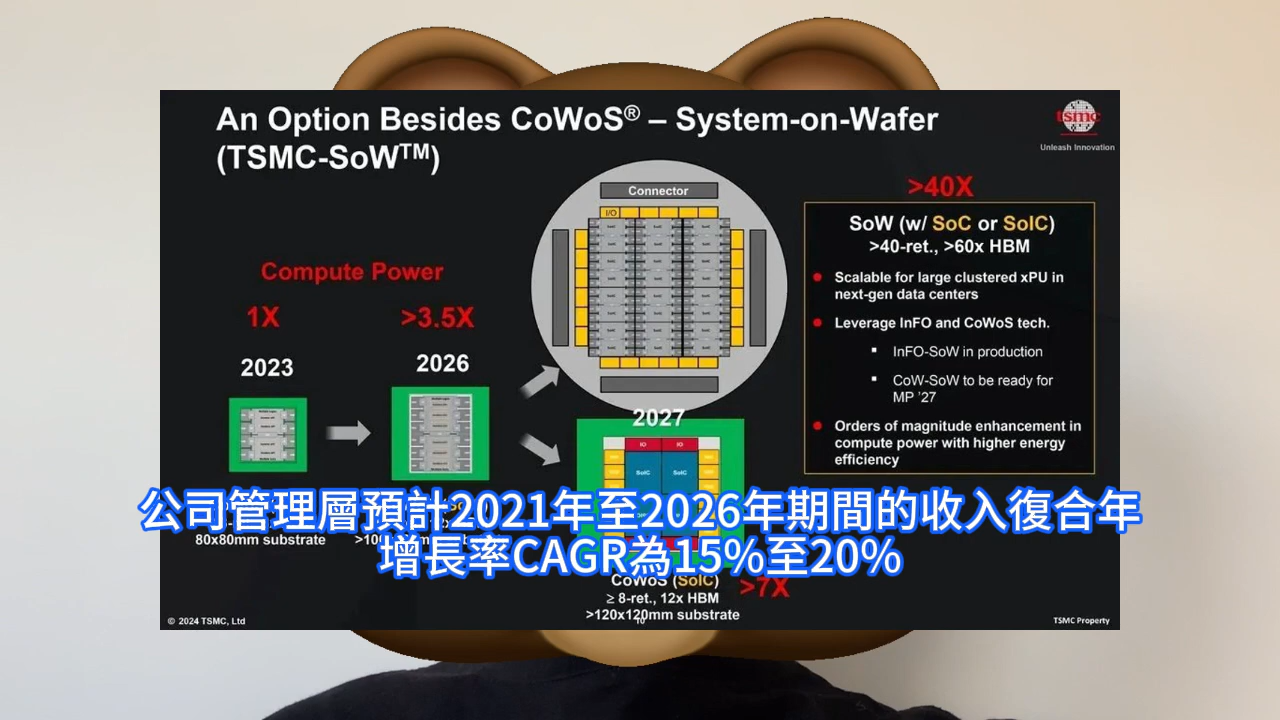 An Option Besides CoWoS® – System-on-Wafer
(TSMC-SoW™)
tsmc
Unleash Innovation
Connector
I/O
>40X
SoW (w/ SoC or SoIC)
>40-ret., >60x HBM
Scalable for large clustered xPU in
next-gen data centers
Leverage InFO and CoWoS tech.
InFO-SoW in production
CoW-SoW to be ready for
MP '27
Orders of magnitude enhancement in
compute power with higher energy
efficiency
Compute Power
1X
>3.5X
2023
2026
2027
IO
IO
SoIC
SoIC
公司管理層預計2021年至2026年期間的收入復合年
增長率CAGR為15%至20%
80x80mm substrate
CoWoS (SoIC)
>7X
≥ 8-ret., 12x HBM
>120x120mm substrate
© 2024 TSMC, Ltd
TSMC Property